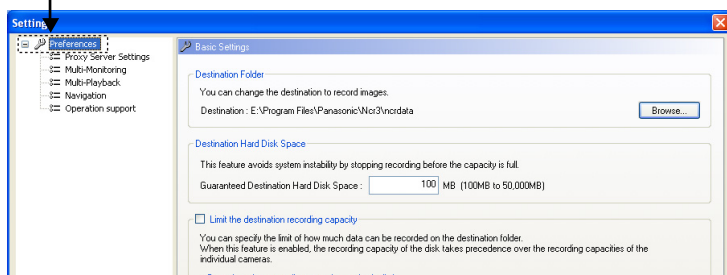 Setting
Preferences
Proxy Server Settings
Multi-Monitoring
Multi-Playback
Navigation
Operation support
Basic Settings
Destination Folder
You can change the destination to record images.
Destination : E:\Program Files\Panasonic\Ncr3\ncrdata
Browse...
Destination Hard Disk Space
This feature avoids system instability by stopping recording before the capacity is full.
Guaranteed Destination Hard Disk Space : 100 MB (100MB to 50,000MB)
Limit the destination recording capacity
You can specify the limit of how much data can be recorded on the destination folder.
When this feature is enabled, the recording capacity of the disk takes precedence over the recording capacities of the
individual cameras.